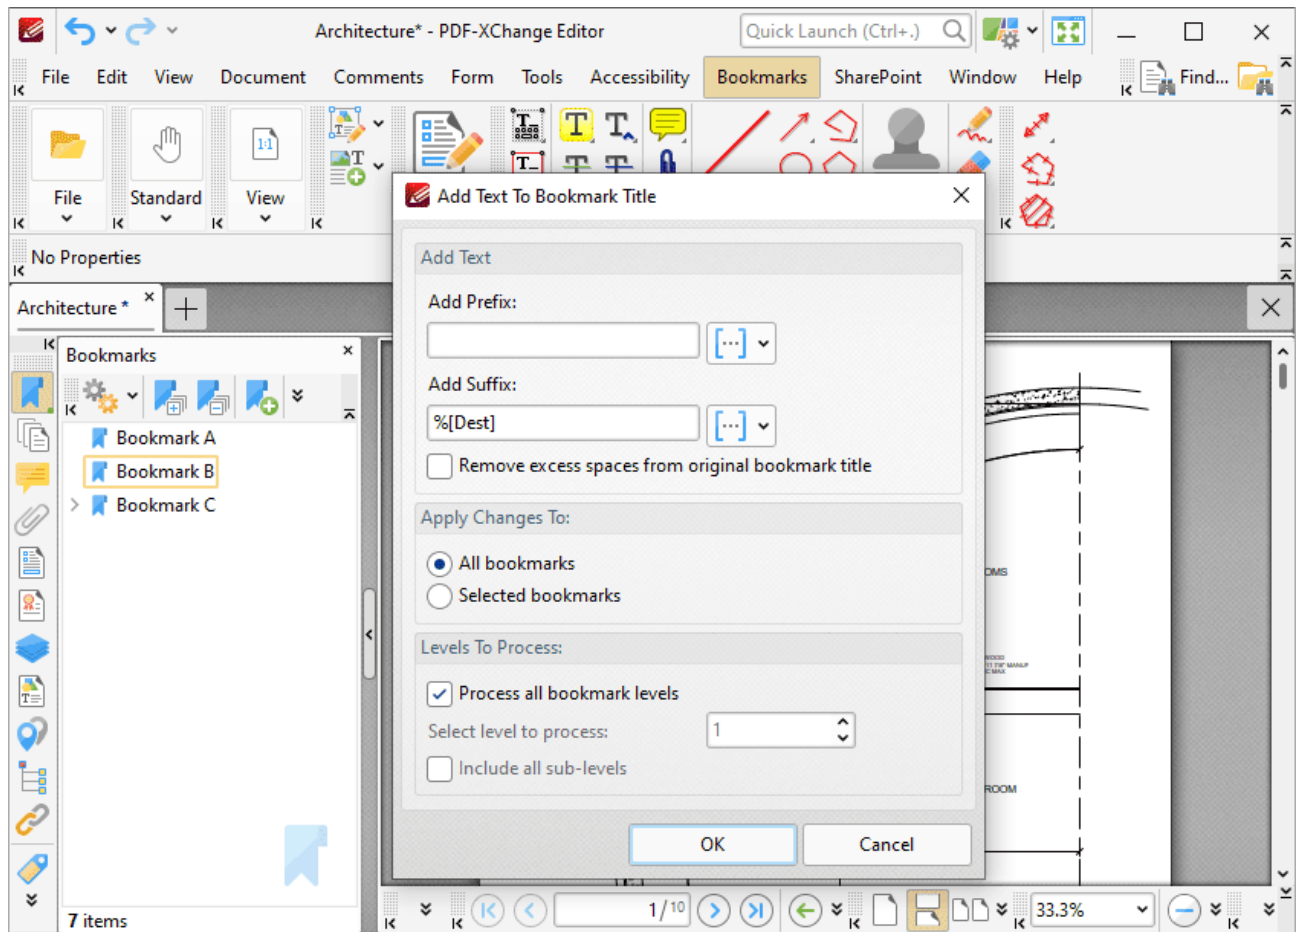 Architecture* - PDF-XChange Editor
Quick Launch (Ctrl+.)
File Edit View Document Comments Form Tools Accessibility Bookmarks SharePoint Window Help Find...
1:1
File Standard View
No Properties
Architecture *
Bookmarks
Bookmark A
Bookmark B
Bookmark C
7 items
Add Text To Bookmark Title
Add Text
Add Prefix:
Add Suffix:
%[Dest]
Remove excess spaces from original bookmark title
Apply Changes To:
All bookmarks
Selected bookmarks
Levels To Process:
Process all bookmark levels
Select level to process: 1
Include all sub-levels
OK Cancel
OMS
ROOM
1/10
33.3%